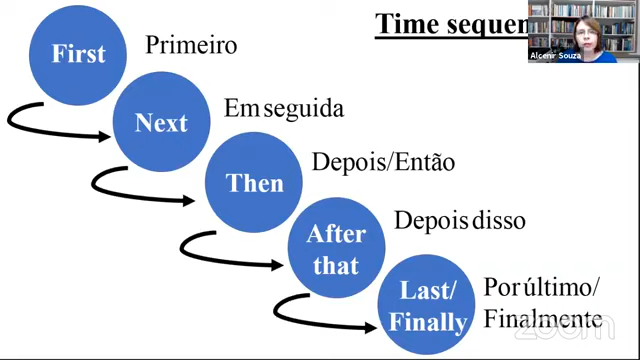 Time sequen
Alcenir Souza
First
Primeiro
Next
Em seguida
Then
Depois/Então
After
that
Depois disso
Last/
Finally
Por último/
Finalmente
zoom